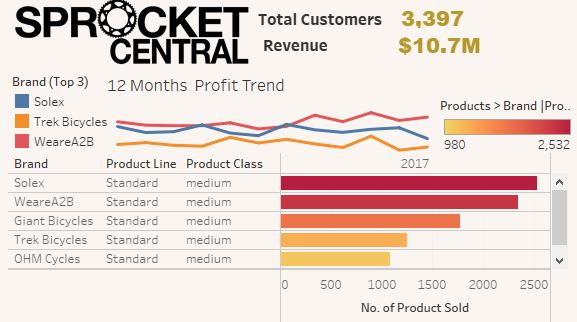 SPROCKET
CENTRAL
Total Customers 3,397
Revenue $10.7M
Brand (Top 3)
Solex
Trek Bicycles
WeareA2B
12 Months Profit Trend
Products > Brand |Pro..
980 2,532
Brand Product Line Product Class 2017
Solex Standard medium
WeareA2B Standard medium
Giant Bicycles Standard medium
Trek Bicycles Standard medium
OHM Cycles Standard medium
0 500 1000 1500 2000 2500
No. of Product Sold